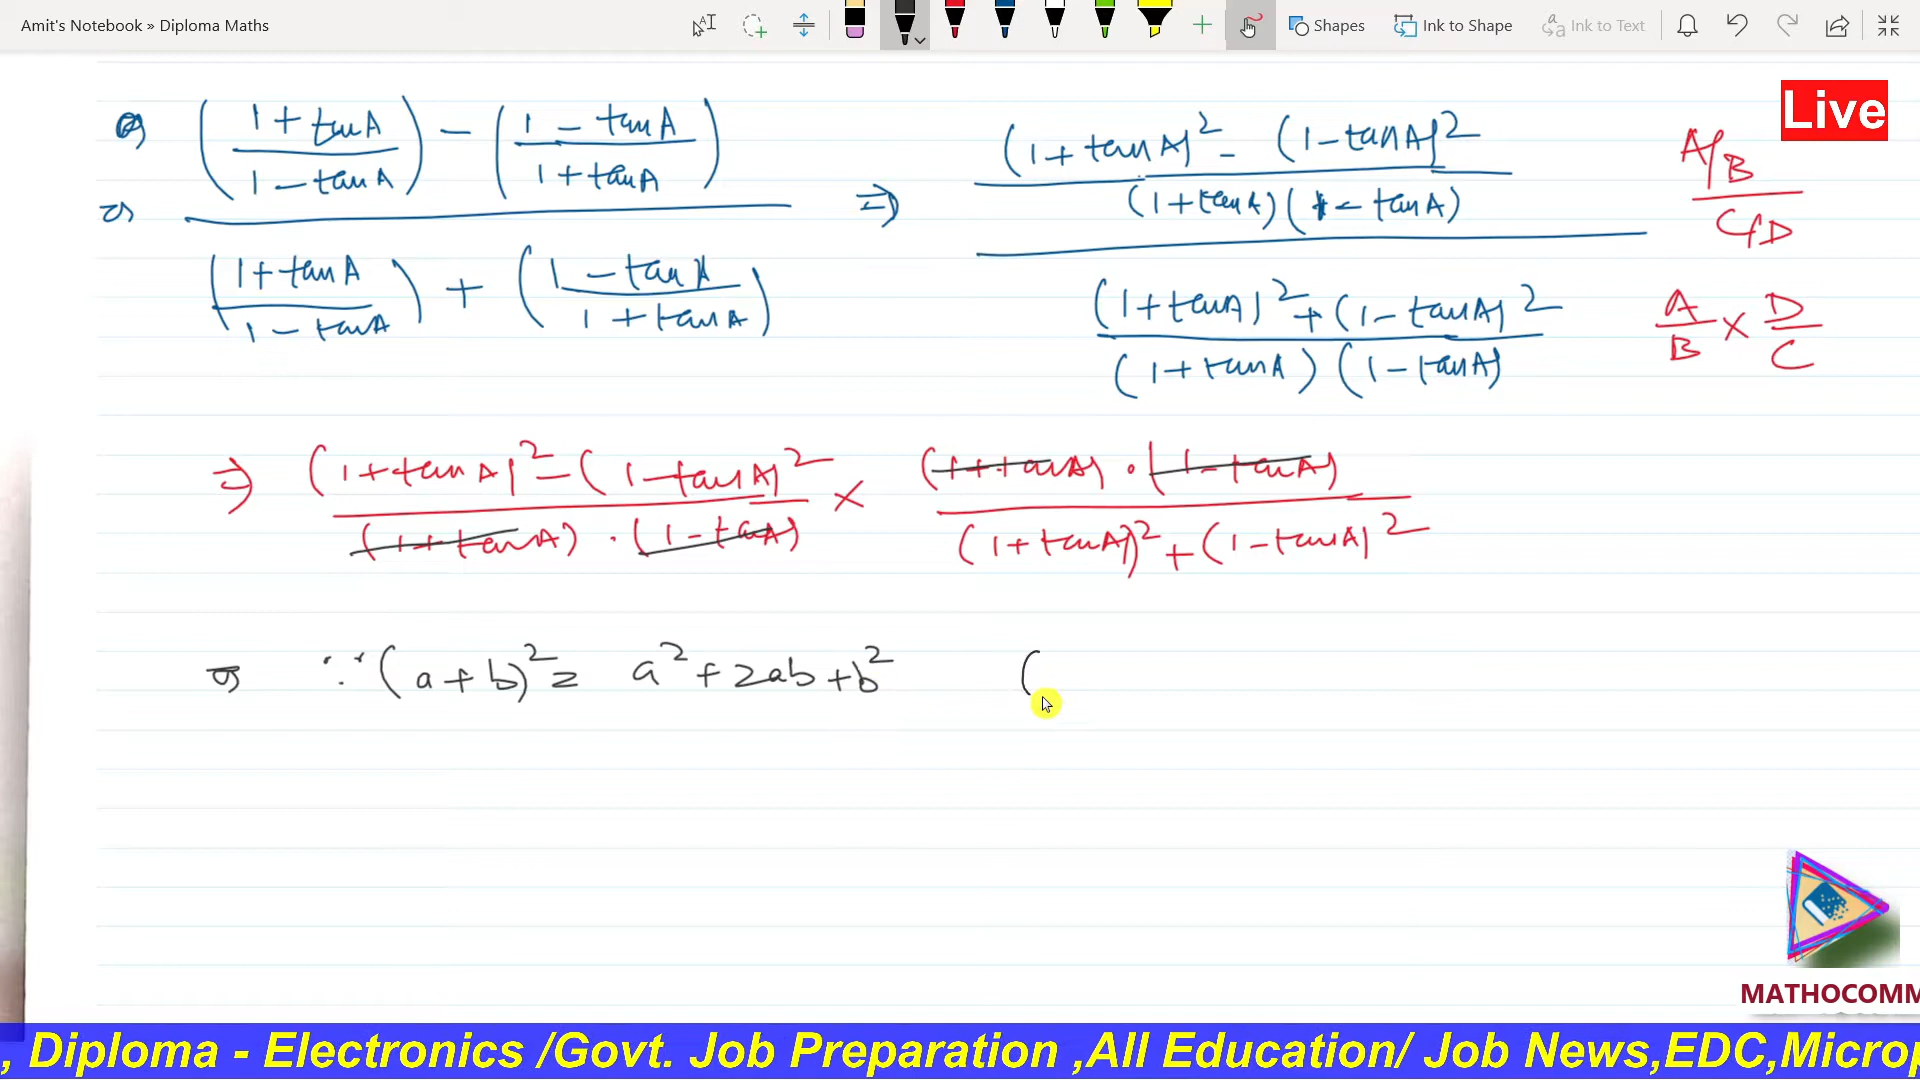 Amit's Notebook » Diploma Maths
Shapes
Ink to Shape
Ink to Text
Live
((1+tanA)/(1-tanA)) - ((1-tanA)/(1+tanA))
((1+tanA)/(1-tanA)) + ((1-tanA)/(1+tanA))
⇒ (1+tanA)² - (1-tanA)²
(1+tanA)(1-tanA)
(1+tanA)² + (1-tanA)²
(1+tanA)(1-tanA)
A/B
C/D
A/B × D/C
⇒ (1+tanA)² - (1-tanA)² / (1+tanA) · (1-tanA) × (1+tanA) · (1-tanA) / (1+tanA)² + (1-tanA)²
∵ (a+b)² = a² + 2ab + b² (
MATHOCOMM
, Diploma - Electronics /Govt. Job Preparation ,All Education/ Job News,EDC,Microp